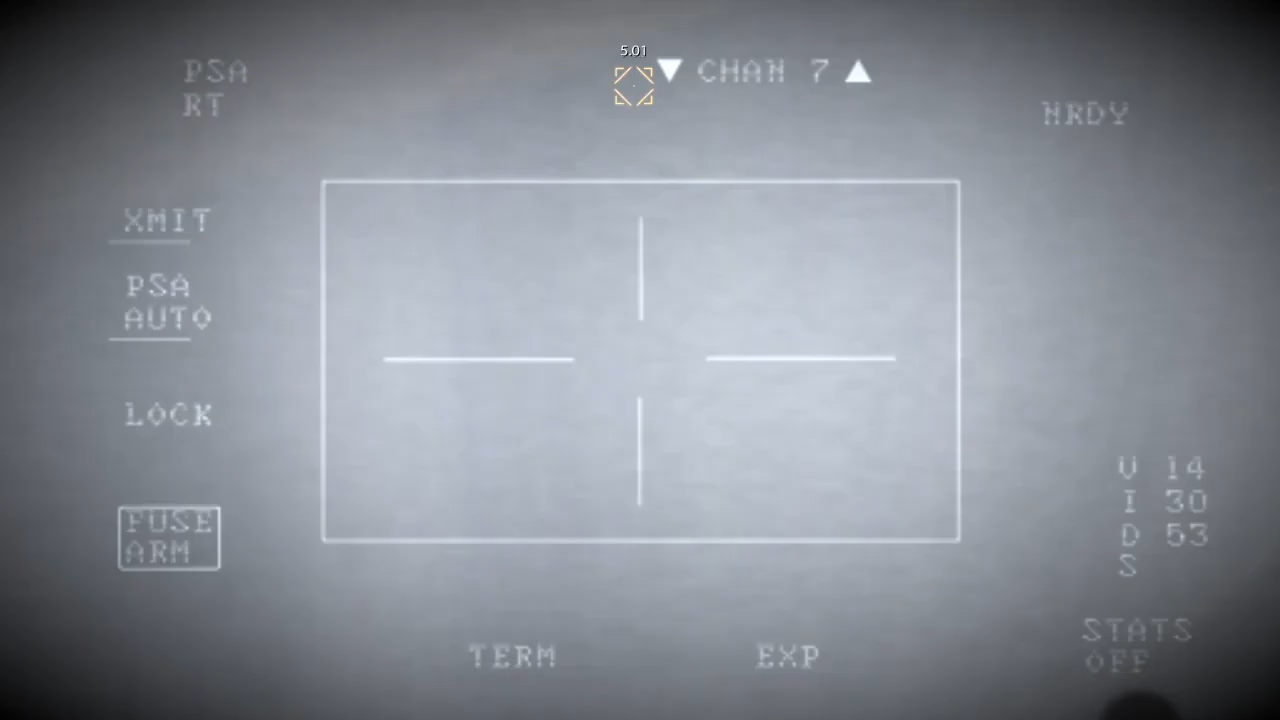 5.01
PSA
RT
▼ CHAN 7 ▲
NRDY
XMIT
PSA
AUTO
LOCK
FUSE
ARM
V 14
I 30
D 53
S
TERM
EXP
STATS
OFF